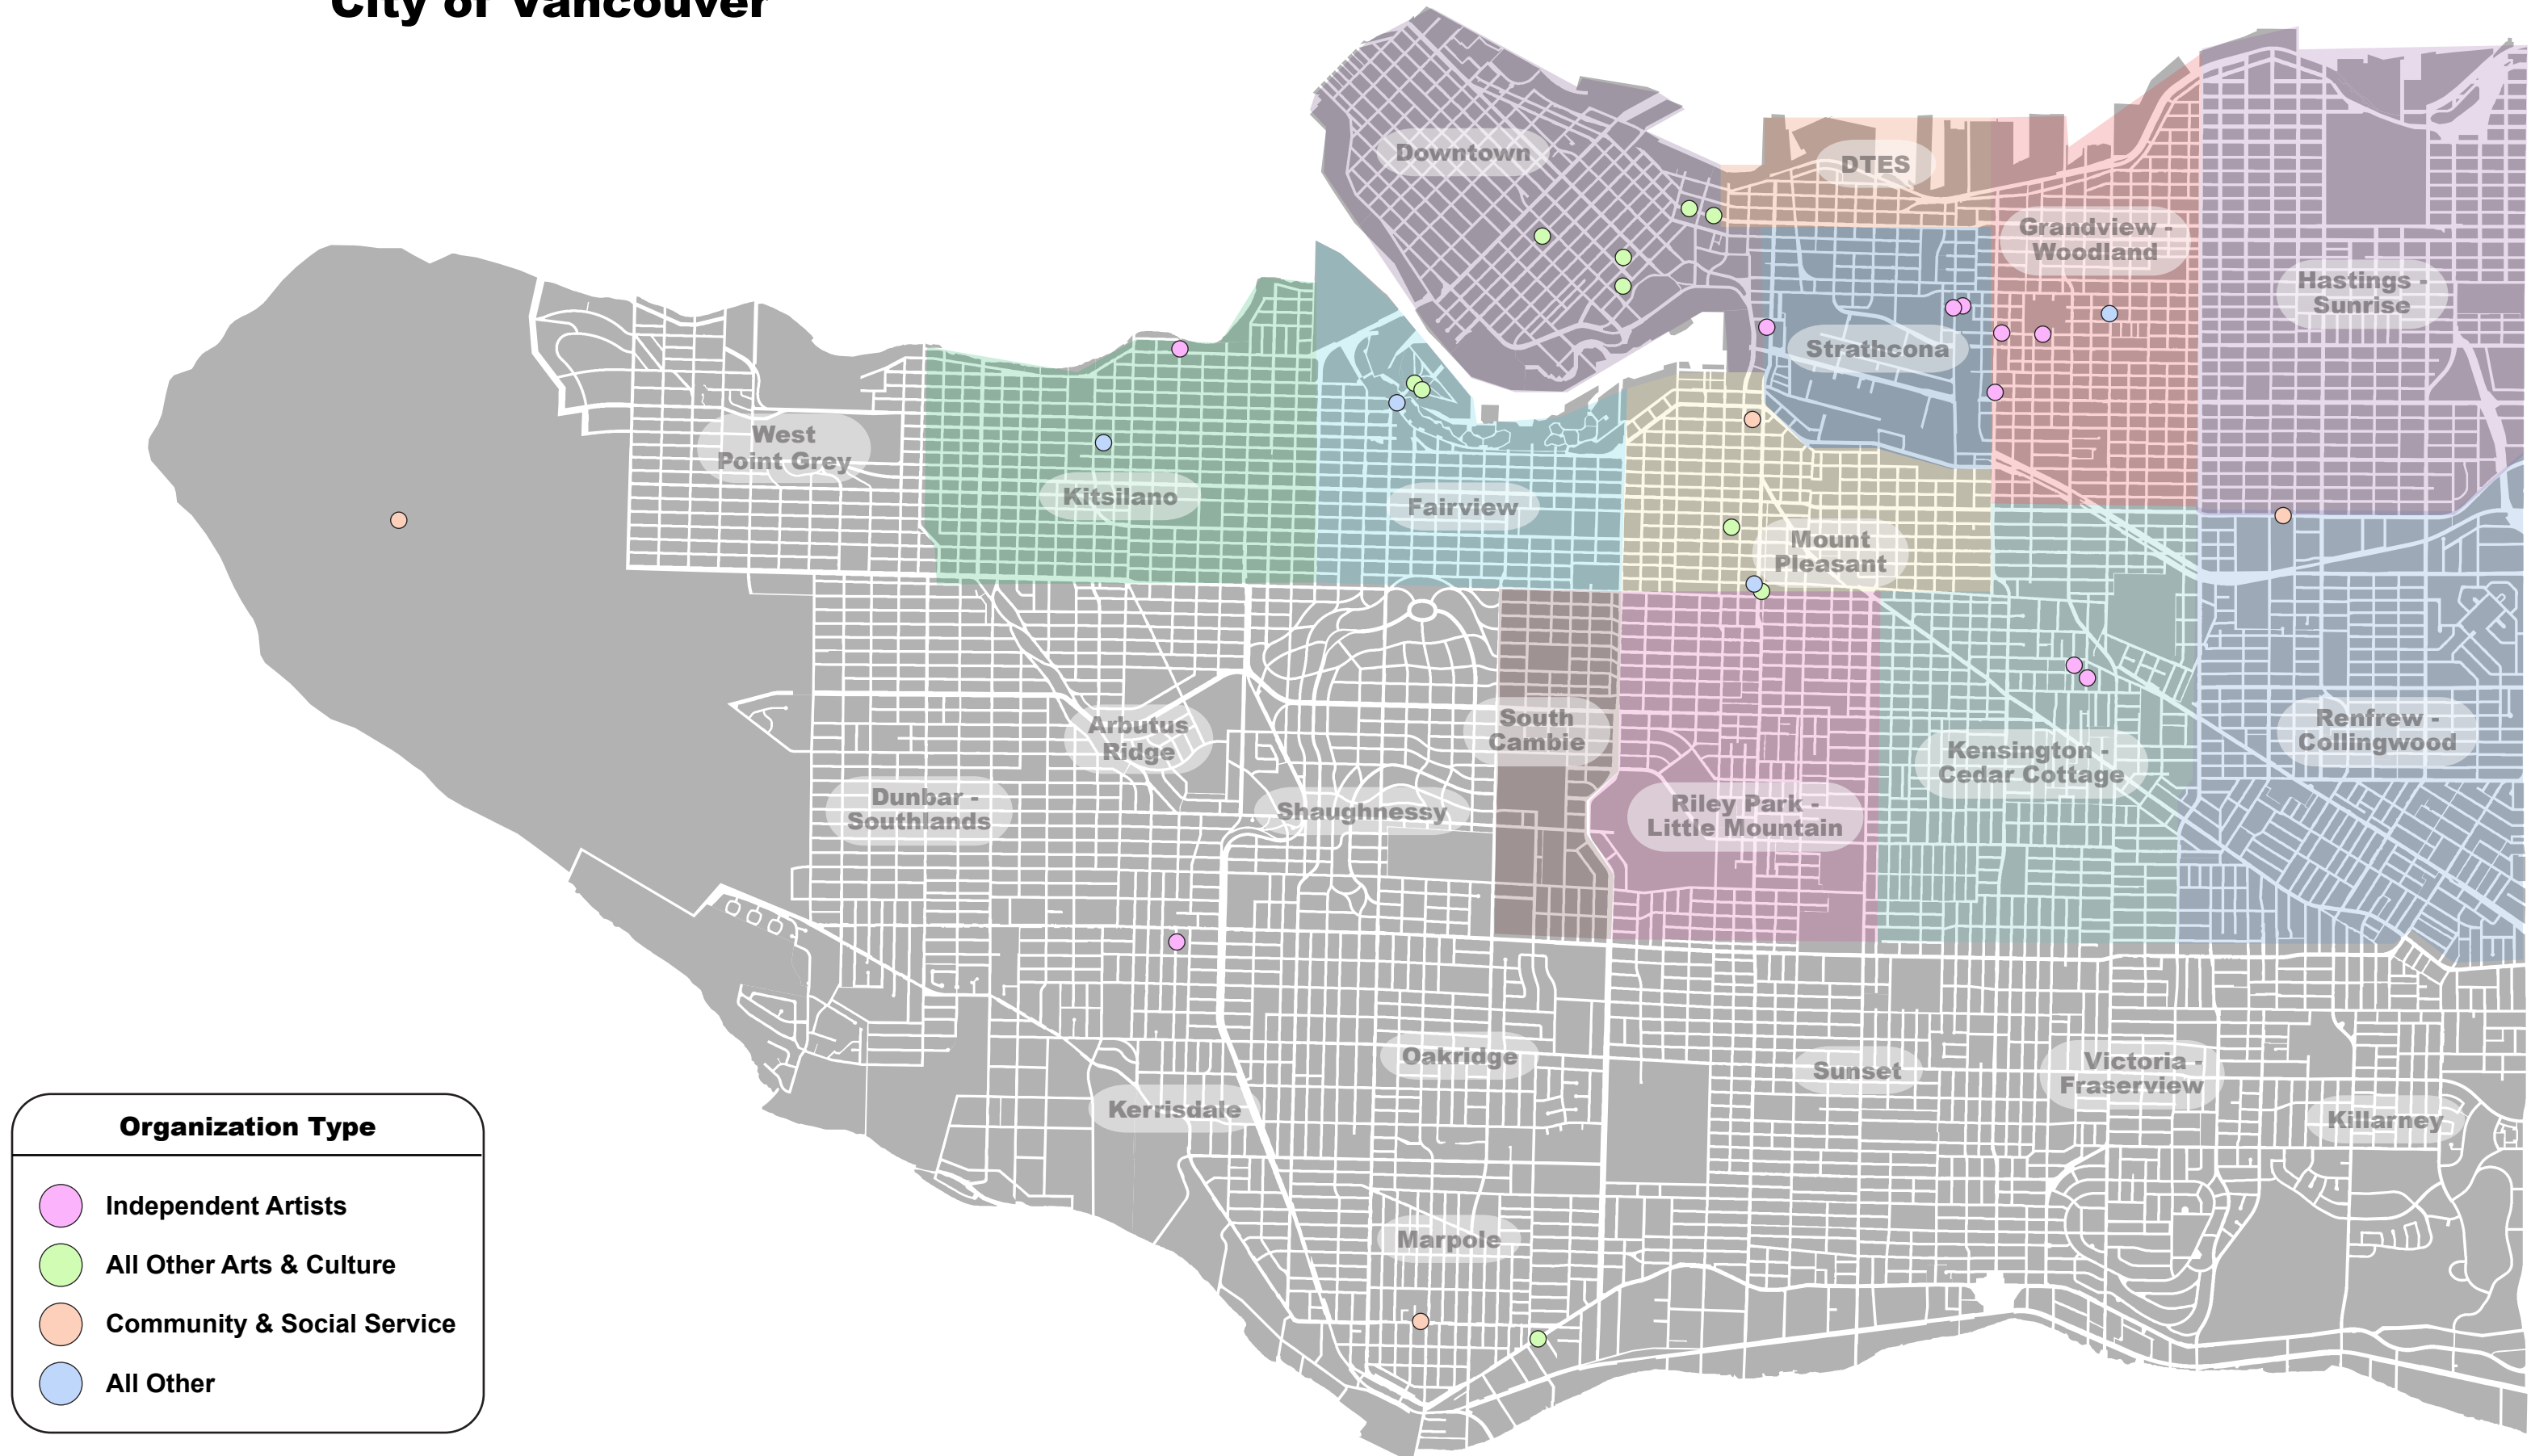 City of Vancouver
Downtown
DTES
Grandview -
Woodland
Hastings -
Sunrise
Strathcona
West
Point Grey
Kitsilano
Fairview
Mount
Pleasant
Arbutus
Ridge
South
Cambie
Renfrew -
Collingwood
Kensington -
Cedar Cottage
Dunbar -
Southlands
Shaughnessy
Riley Park -
Little Mountain
Oakridge
Sunset
Victoria -
Fraserview
Kerrisdale
Killarney
Marpole
Organization Type
Independent Artists
All Other Arts & Culture
Community & Social Service
All Other